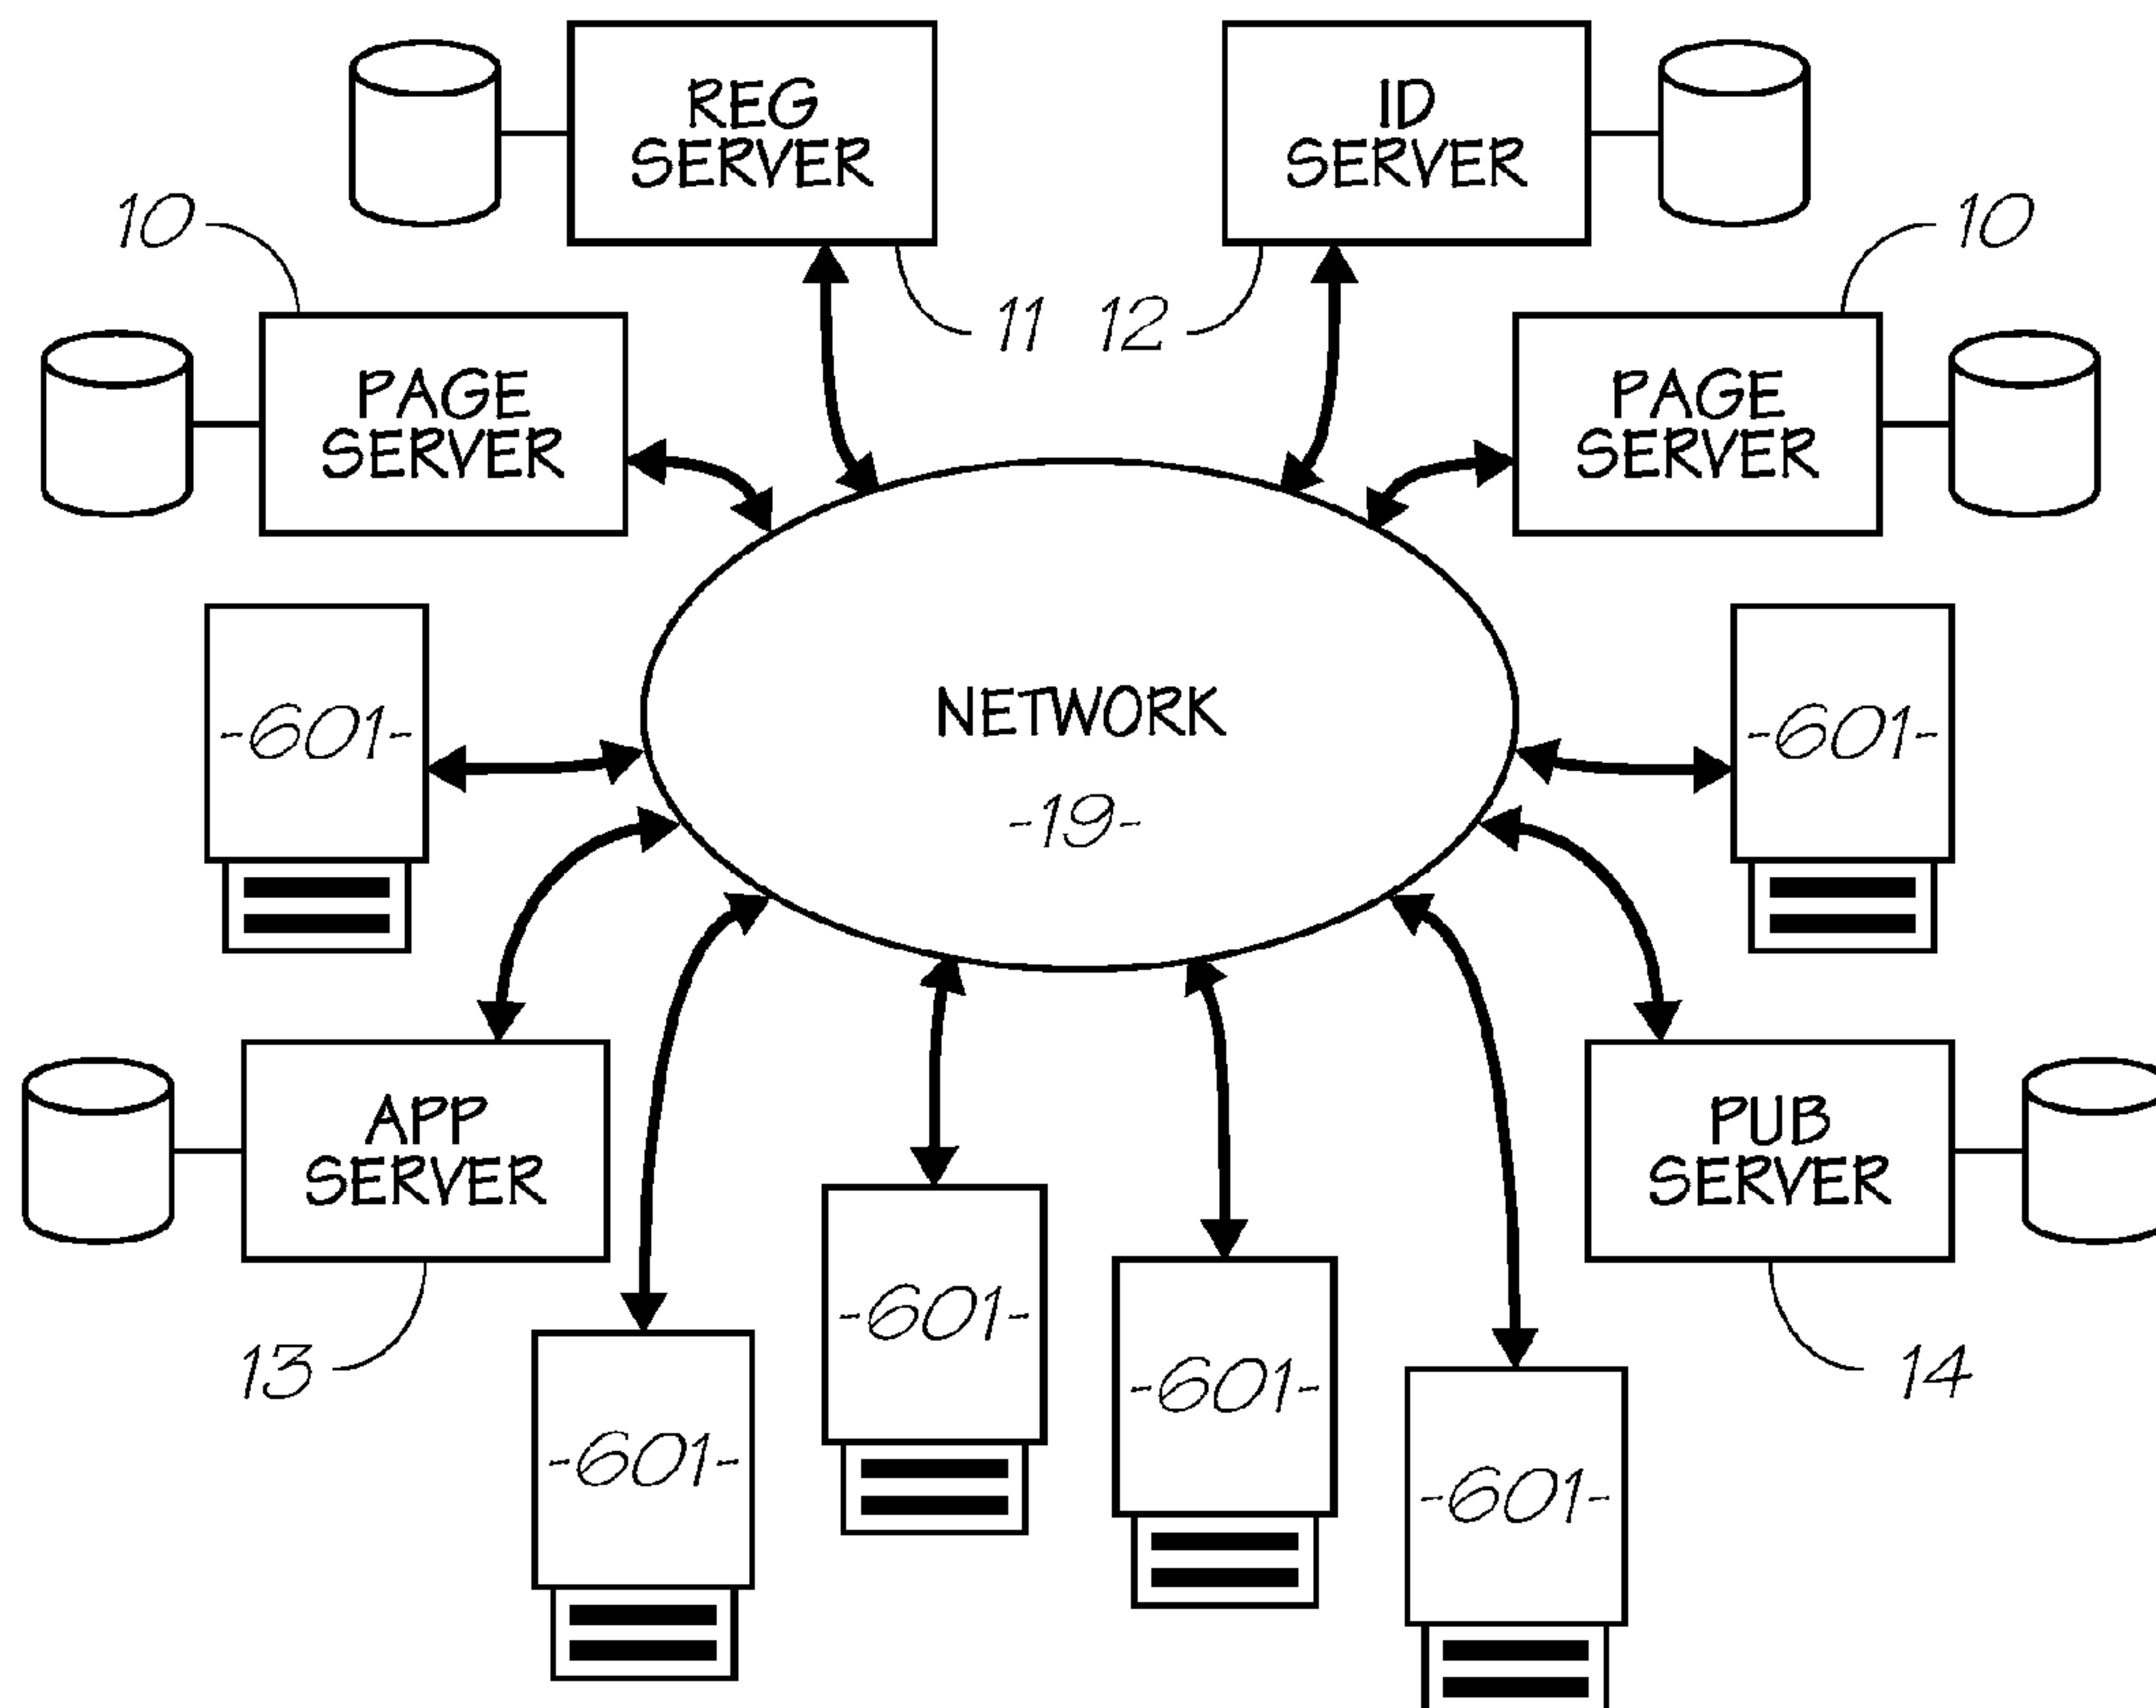 REG
SERVER
ID
SERVER
10
10
11
12
PAGE
SERVER
PAGE
SERVER
-601-
NETWORK
-19-
-601-
APP
SERVER
PUB
SERVER
13
-601-
-601-
-601-
-601-
14